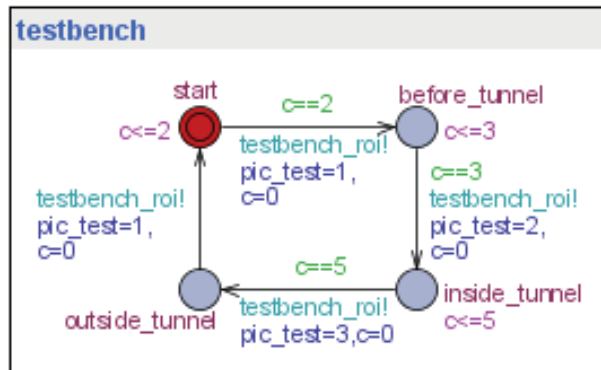 testbench
start
c<=2
c==2
testbench_roi!
pic_test=1,
c=0
before_tunnel
c<=3
c==3
testbench_roi!
pic_test=2,
c=0
inside_tunnel
c<=5
c==5
testbench_roi!
pic_test=3,c=0
outside_tunnel
testbench_roi!
pic_test=1,
c=0